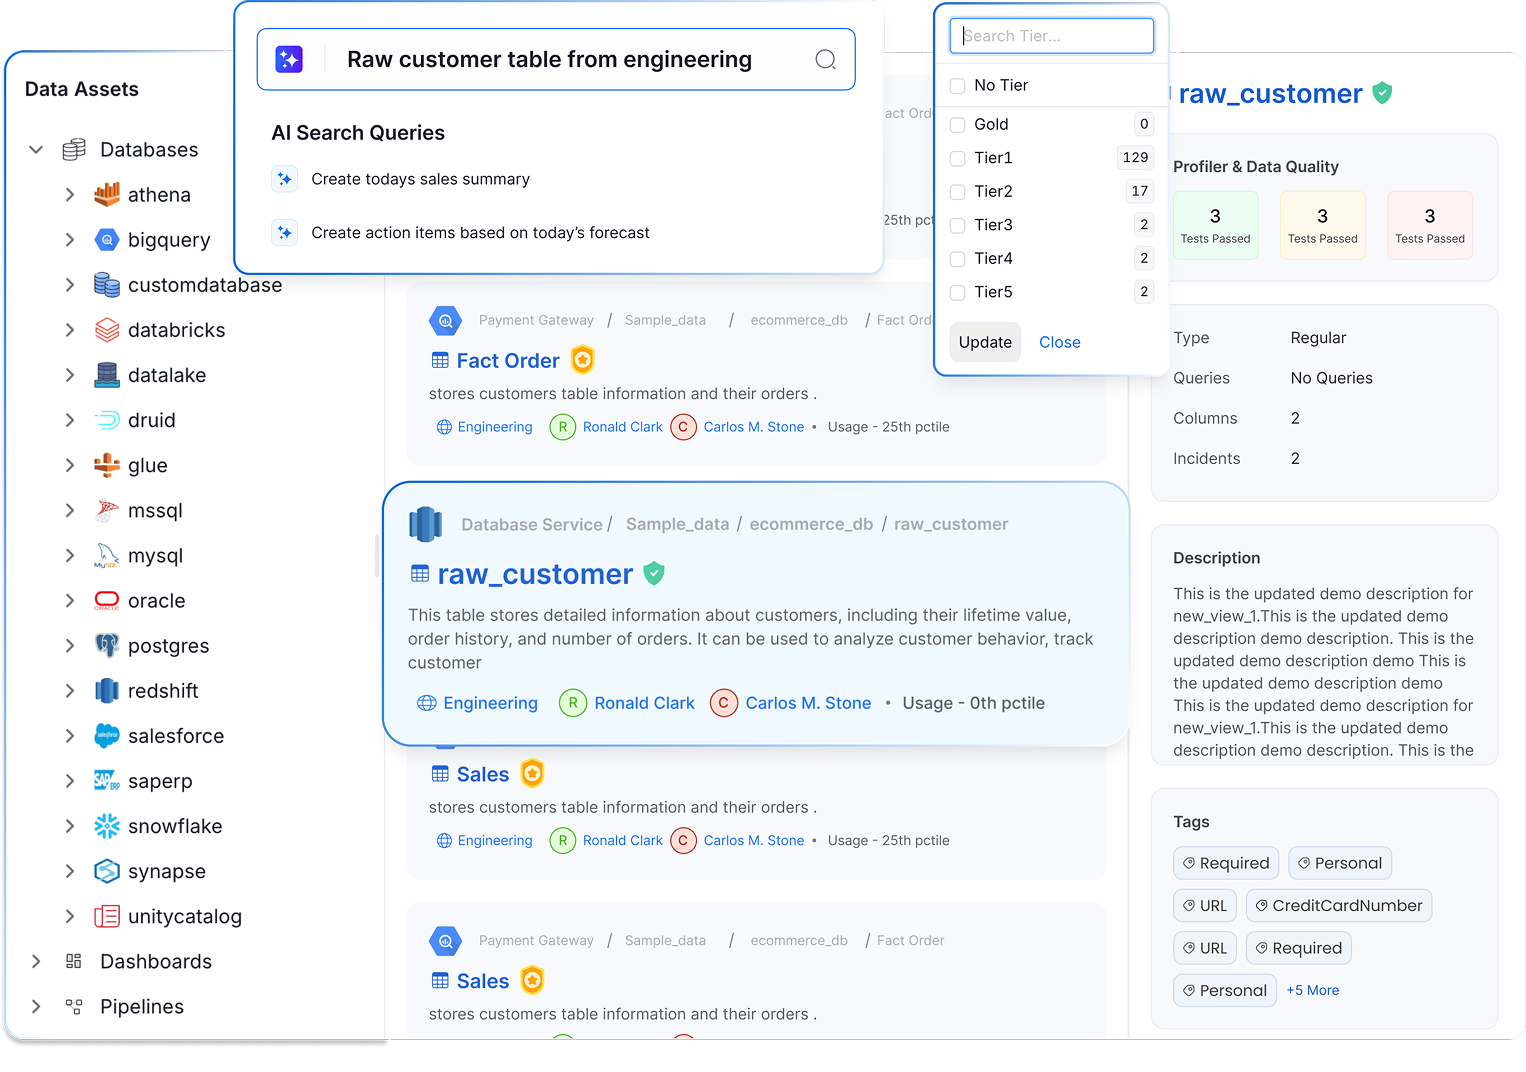 Data Assets
Databases
athena
bigquery
customdatabase
databricks
datalake
druid
glue
mssql
mysql
oracle
postgres
redshift
salesforce
saperp
snowflake
synapse
unitycatalog
Dashboards
Pipelines
Raw customer table from engineering
AI Search Queries
Create todays sales summary
Create action items based on today’s forecast
act Ord
25th pct
Search Tier...
No Tier
Gold 0
Tier1 129
Tier2 17
Tier3 2
Tier4 2
Tier5 2
Update Close
Payment Gateway / Sample_data / ecommerce_db / Fact Ord
Fact Order
stores customers table information and their orders .
Engineering R Ronald Clark C Carlos M. Stone • Usage - 25th pctile
Database Service / Sample_data / ecommerce_db / raw_customer
raw_customer
This table stores detailed information about customers, including their lifetime value,
order history, and number of orders. It can be used to analyze customer behavior, track
customer
Engineering R Ronald Clark C Carlos M. Stone • Usage - 0th pctile
Sales
stores customers table information and their orders .
Engineering R Ronald Clark C Carlos M. Stone • Usage - 25th pctile
Payment Gateway / Sample_data / ecommerce_db / Fact Order
Sales
stores customers table information and their orders .
raw_customer
Profiler & Data Quality
3 3 3
Tests Passed Tests Passed Tests Passed
Type Regular
Queries No Queries
Columns 2
Incidents 2
Description
This is the updated demo description for
new_view_1.This is the updated demo
description demo description. This is the
updated demo description demo This is
the updated demo description demo
This is the updated demo description for
new_view_1.This is the updated demo
description demo description. This is the
Tags
Required Personal
URL CreditCardNumber
URL Required
Personal +5 More